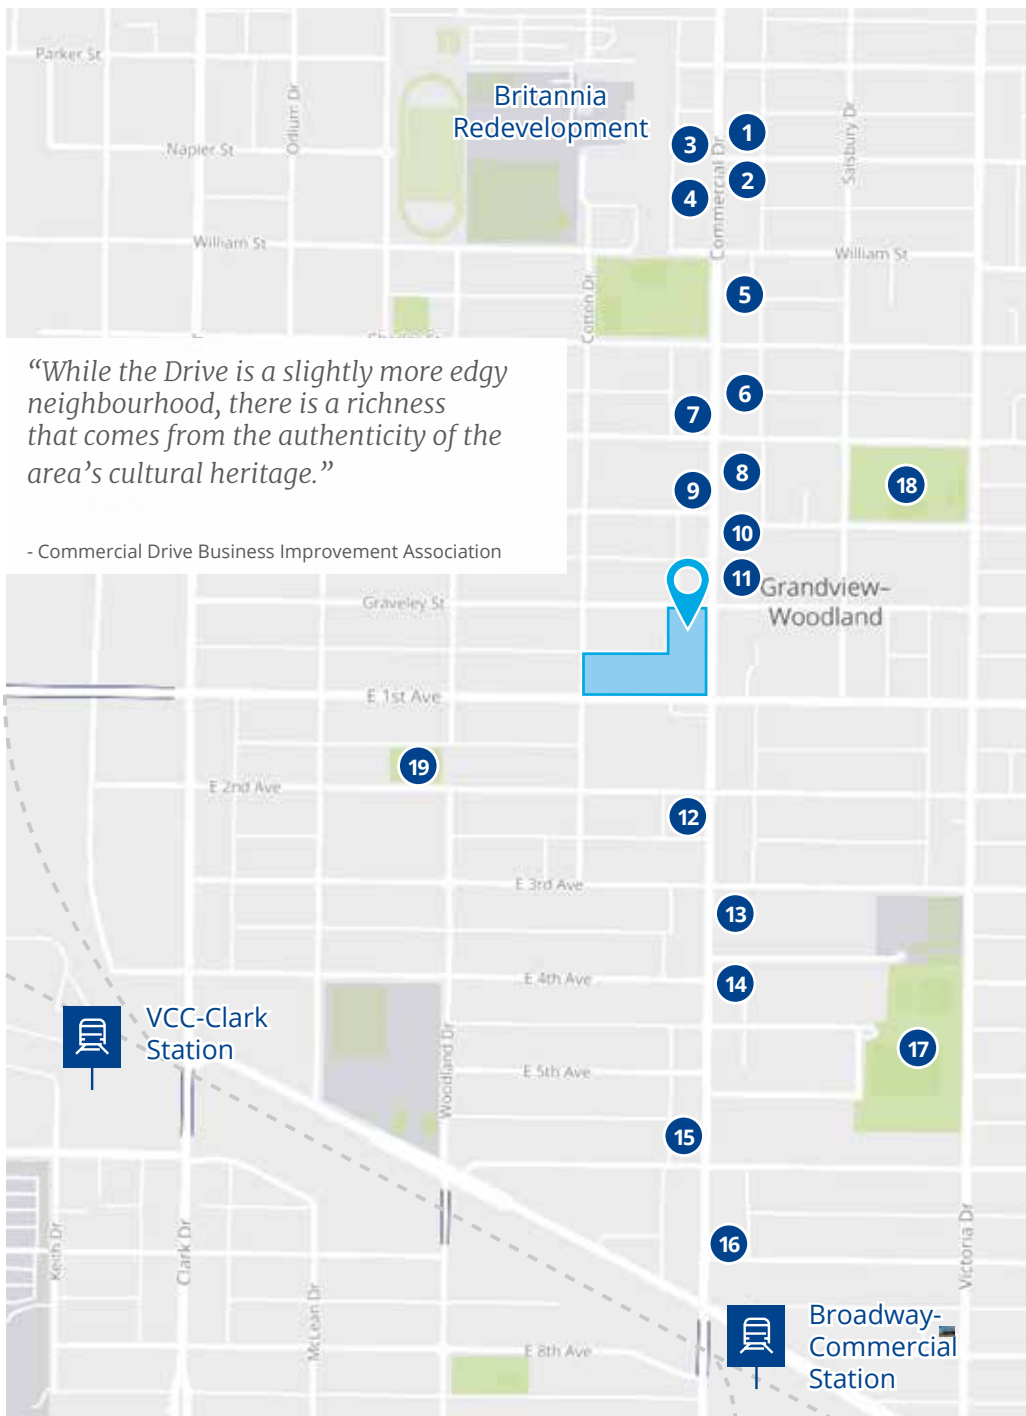 Parker St
Odlum Dr
Britannia
Redevelopment
Napier St
Commercial Dr
Salsbury Dr
1
3
2
4
William St
William St
Cotton Dr
5
“While the Drive is a slightly more edgy
neighbourhood, there is a richness
that comes from the authenticity of the
area’s cultural heritage.”
- Commercial Drive Business Improvement Association
6
7
8
9
18
10
11
Grandview–
Woodland
Graveley St
E 1st Ave
19
E 2nd Ave
12
E 3rd Ave
13
E 4th Ave
14
VCC-Clark
Station
Woodland Dr
17
E 5th Ave
15
Keith Dr
Clark Dr
McLean Dr
16
Victoria Dr
E 8th Ave
Broadway-
Commercial
Station